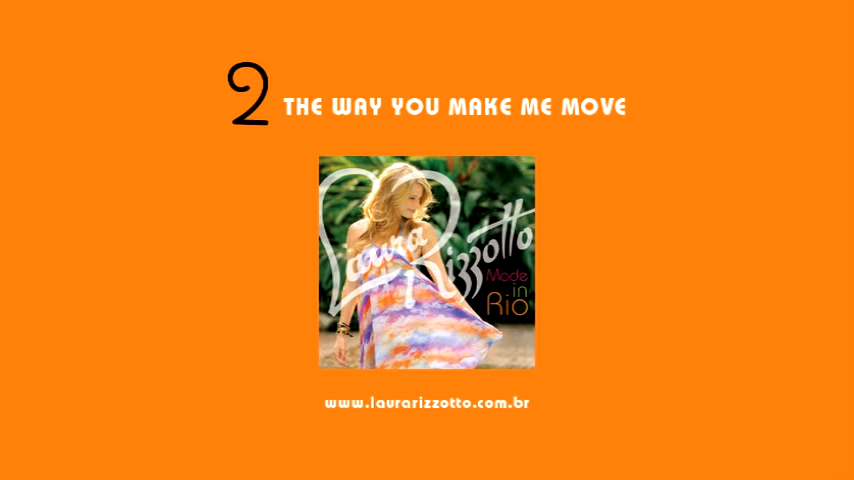 2 THE WAY YOU MAKE ME MOVE
Laura Rizzotto
Made
in
Rio
www.laurarizzotto.com.br